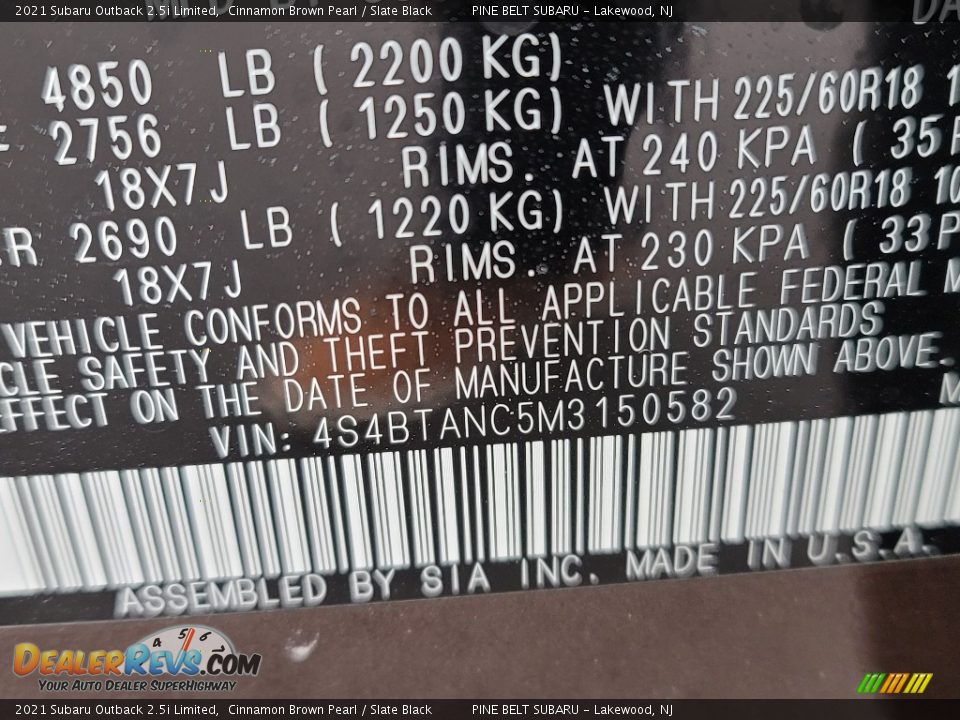 2021 Subaru Outback 2.5i Limited, Cinnamon Brown Pearl / Slate Black PINE BELT SUBARU - Lakewood, NJ
4850 LB ( 2200 KG)
2756 LB ( 1250 KG) WITH 225/60R18
18X7J RIMS. AT 240 KPA ( 35
2690 LB ( 1220 KG) WITH 225/60R18
18X7J RIMS. AT 230 KPA ( 33
VEHICLE CONFORMS TO ALL APPLICABLE FEDERAL M
CLE SAFETY AND THEFT PREVENTION STANDARDS
EFFECT ON THE DATE OF MANUFACTURE SHOWN ABOVE.
VIN: 4S4BTANC5M3150582
ASSEMBLED BY SIA INC. MADE IN U.S.A.
DEALERREVS.COM
YOUR AUTO DEALER SUPERHIGHWAY
2021 Subaru Outback 2.5i Limited, Cinnamon Brown Pearl / Slate Black PINE BELT SUBARU - Lakewood, NJ